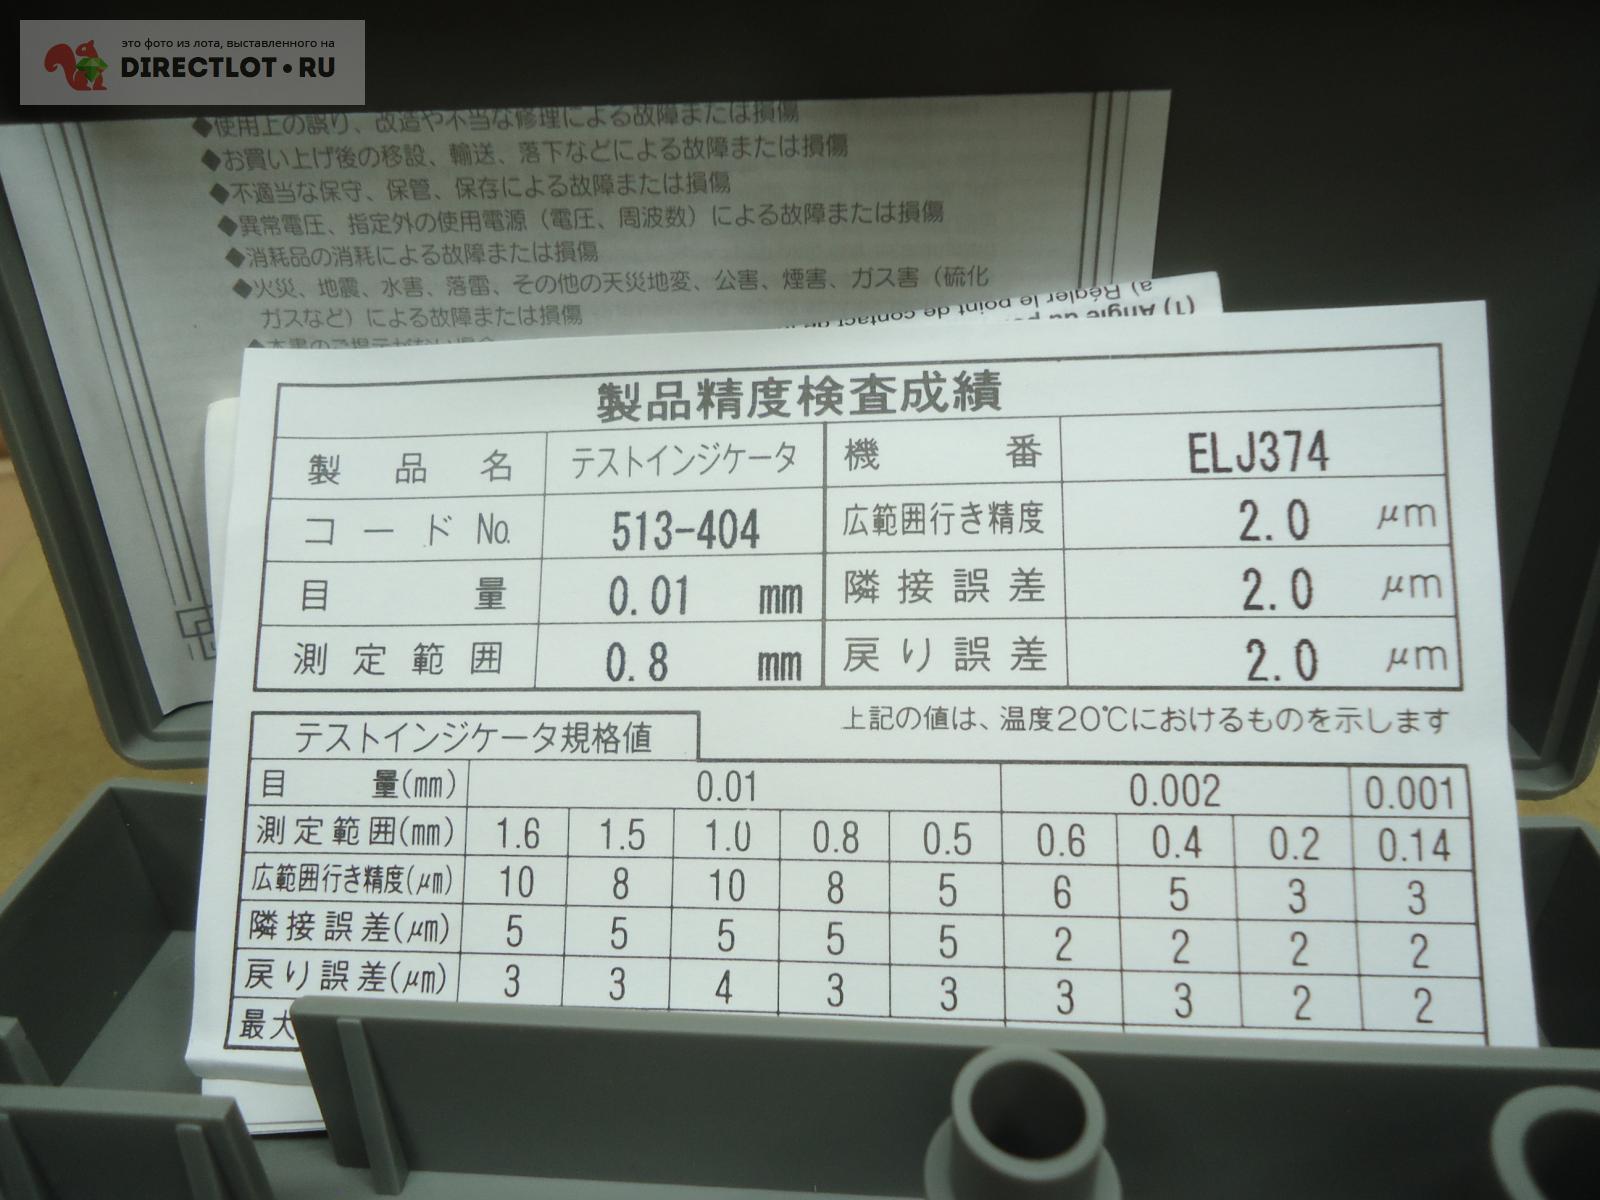 это фото из лота, выставленного на
DIRECTLOT•RU
◆使用上の誤り、改造や不当な修理による故障または損傷
◆お買い上げ後の移設、輸送、落下などによる故障または損傷
◆不適当な保守、保管、保存による故障または損傷
◆異常電圧、指定外の使用電源（電圧、周波数）による故障または損傷
◆消耗品の消耗による故障または損傷
◆火災、地震、水害、落雷、その他の天災地変、公害、煙害、ガス害（硫化
ガスなど）による故障または損傷
a) Régler le point de contact de
製品精度検査成績
製品名 テストインジケータ 機番 ELJ374
コードNo. 513-404 広範囲行き精度 2.0 μm
目量 0.01 mm 隣接誤差 2.0 μm
測定範囲 0.8 mm 戻り誤差 2.0 μm
上記の値は、温度20℃におけるものを示します
テストインジケータ規格値
目量(mm) 0.01 0.002 0.001
測定範囲(mm) 1.6 1.5 1.0 0.8 0.5 0.6 0.4 0.2 0.14
広範囲行き精度(μm) 10 8 10 8 5 6 5 3 3
隣接誤差(μm) 5 5 5 5 5 2 2 2 2
戻り誤差(μm) 3 3 4 3 3 3 3 2 2
最大